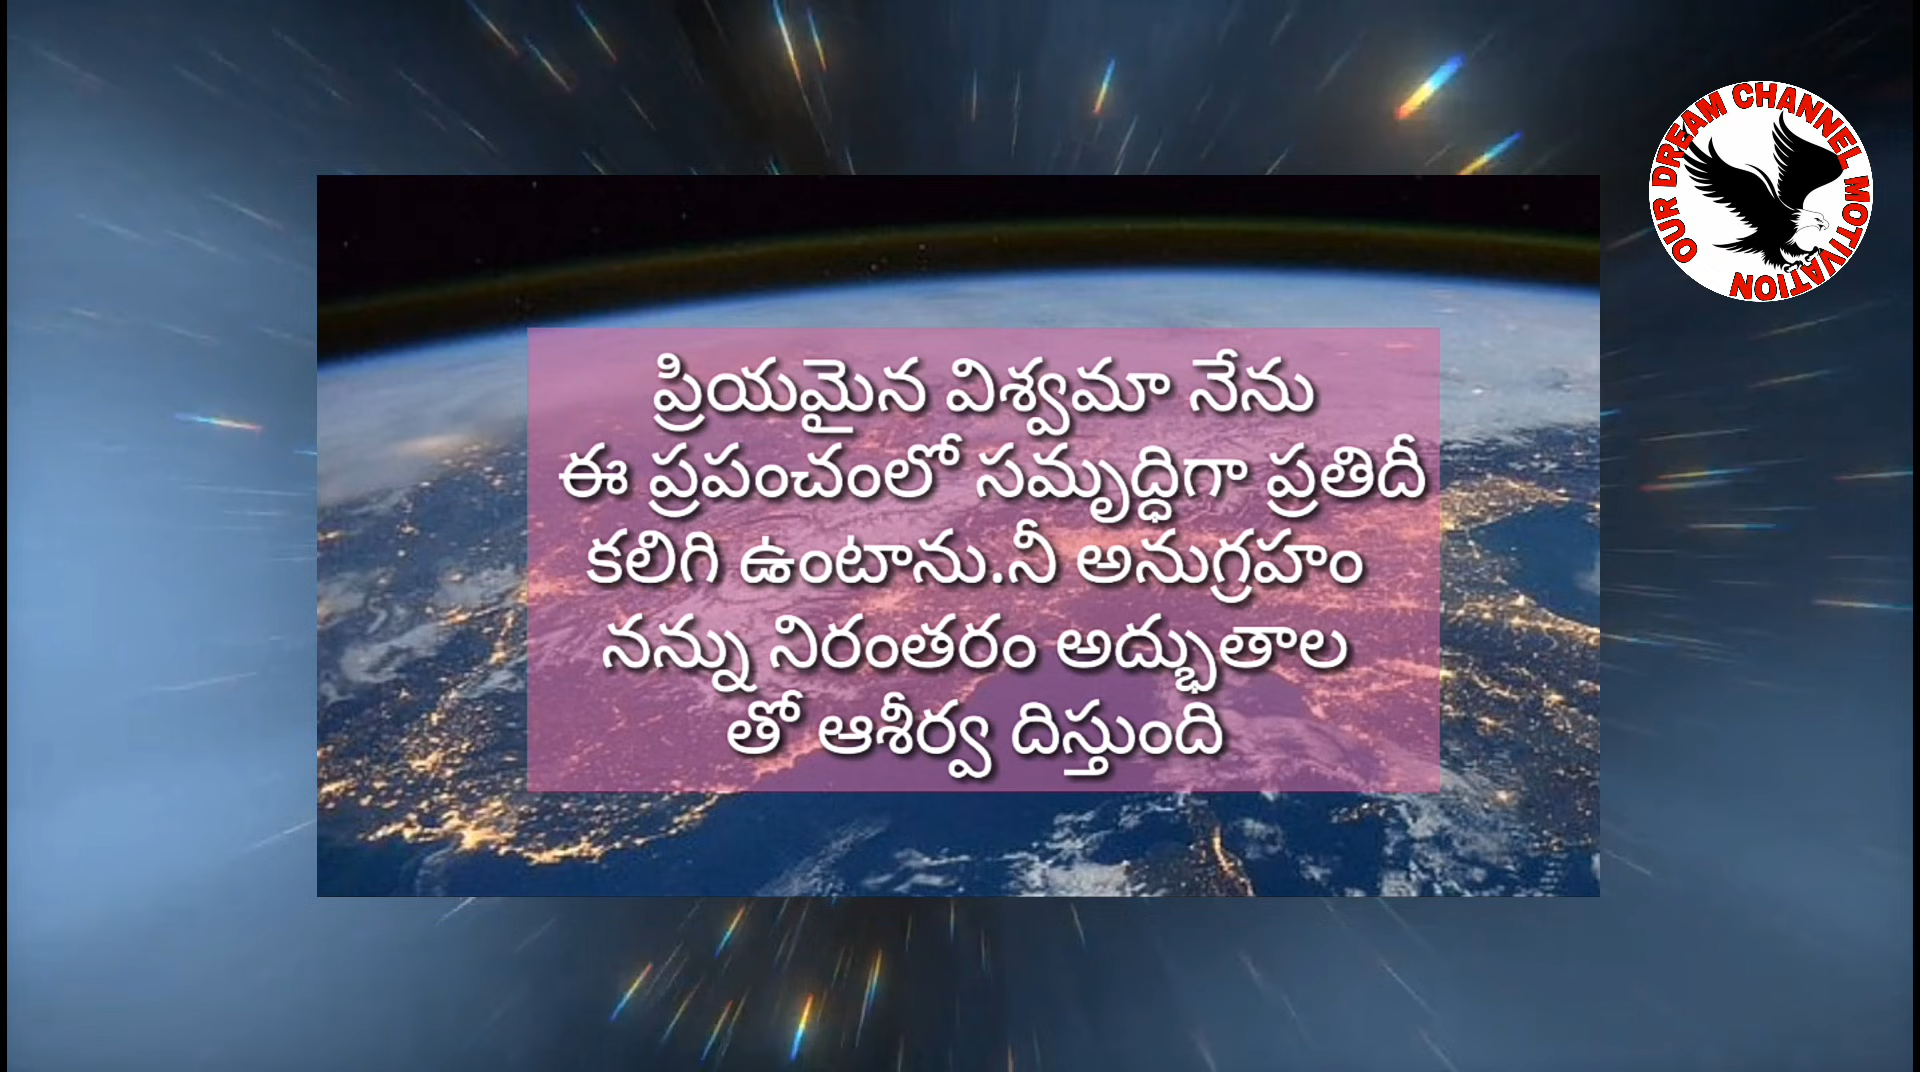 OUR DREAM CHANNEL MOTIVATION
ప్రియమైన విశ్వమా నేను
ఈ ప్రపంచంలో సమృద్ధిగా ప్రతిదీ
కలిగి ఉంటాను.నీ అనుగ్రహం
నన్ను నిరంతరం అద్భుతాల
తో ఆశీర్వ దిస్తుంది